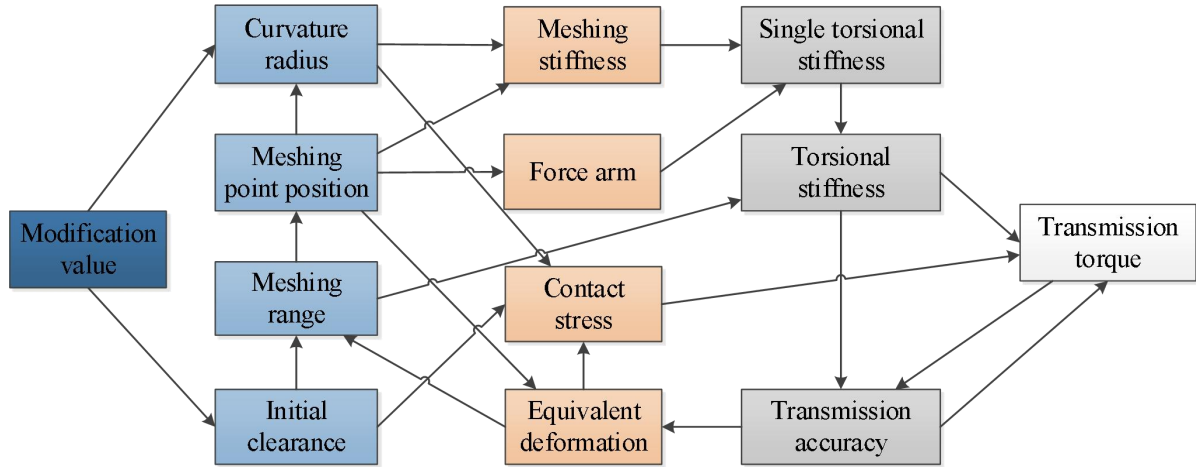 Curvature
radius
Meshing
stiffness
Single torsional
stiffness
Meshing
point position
Force arm
Torsional
stiffness
Modification
value
Transmission
torque
Meshing
range
Contact
stress
Initial
clearance
Equivalent
deformation
Transmission
accuracy